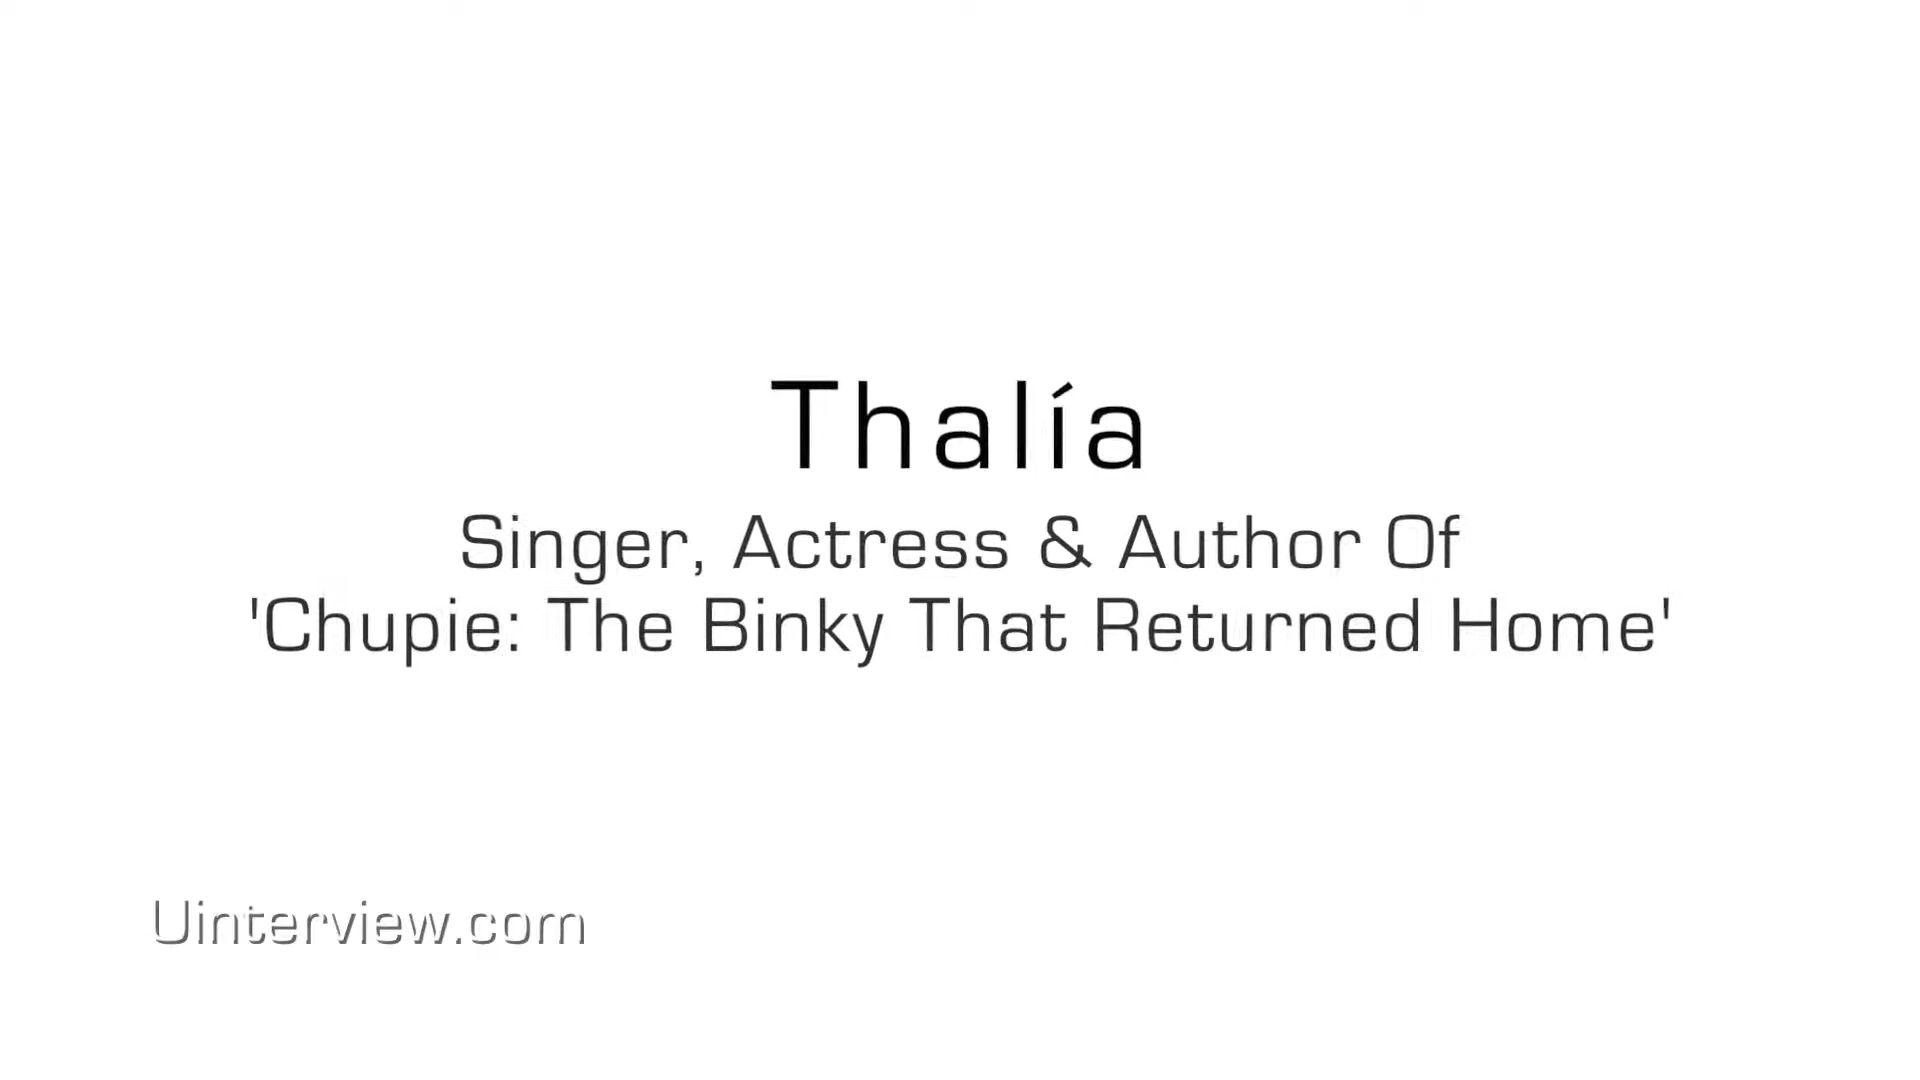 Thalía
Singer, Actress & Author Of
'Chupie: The Binky That Returned Home'
Uinterview.com